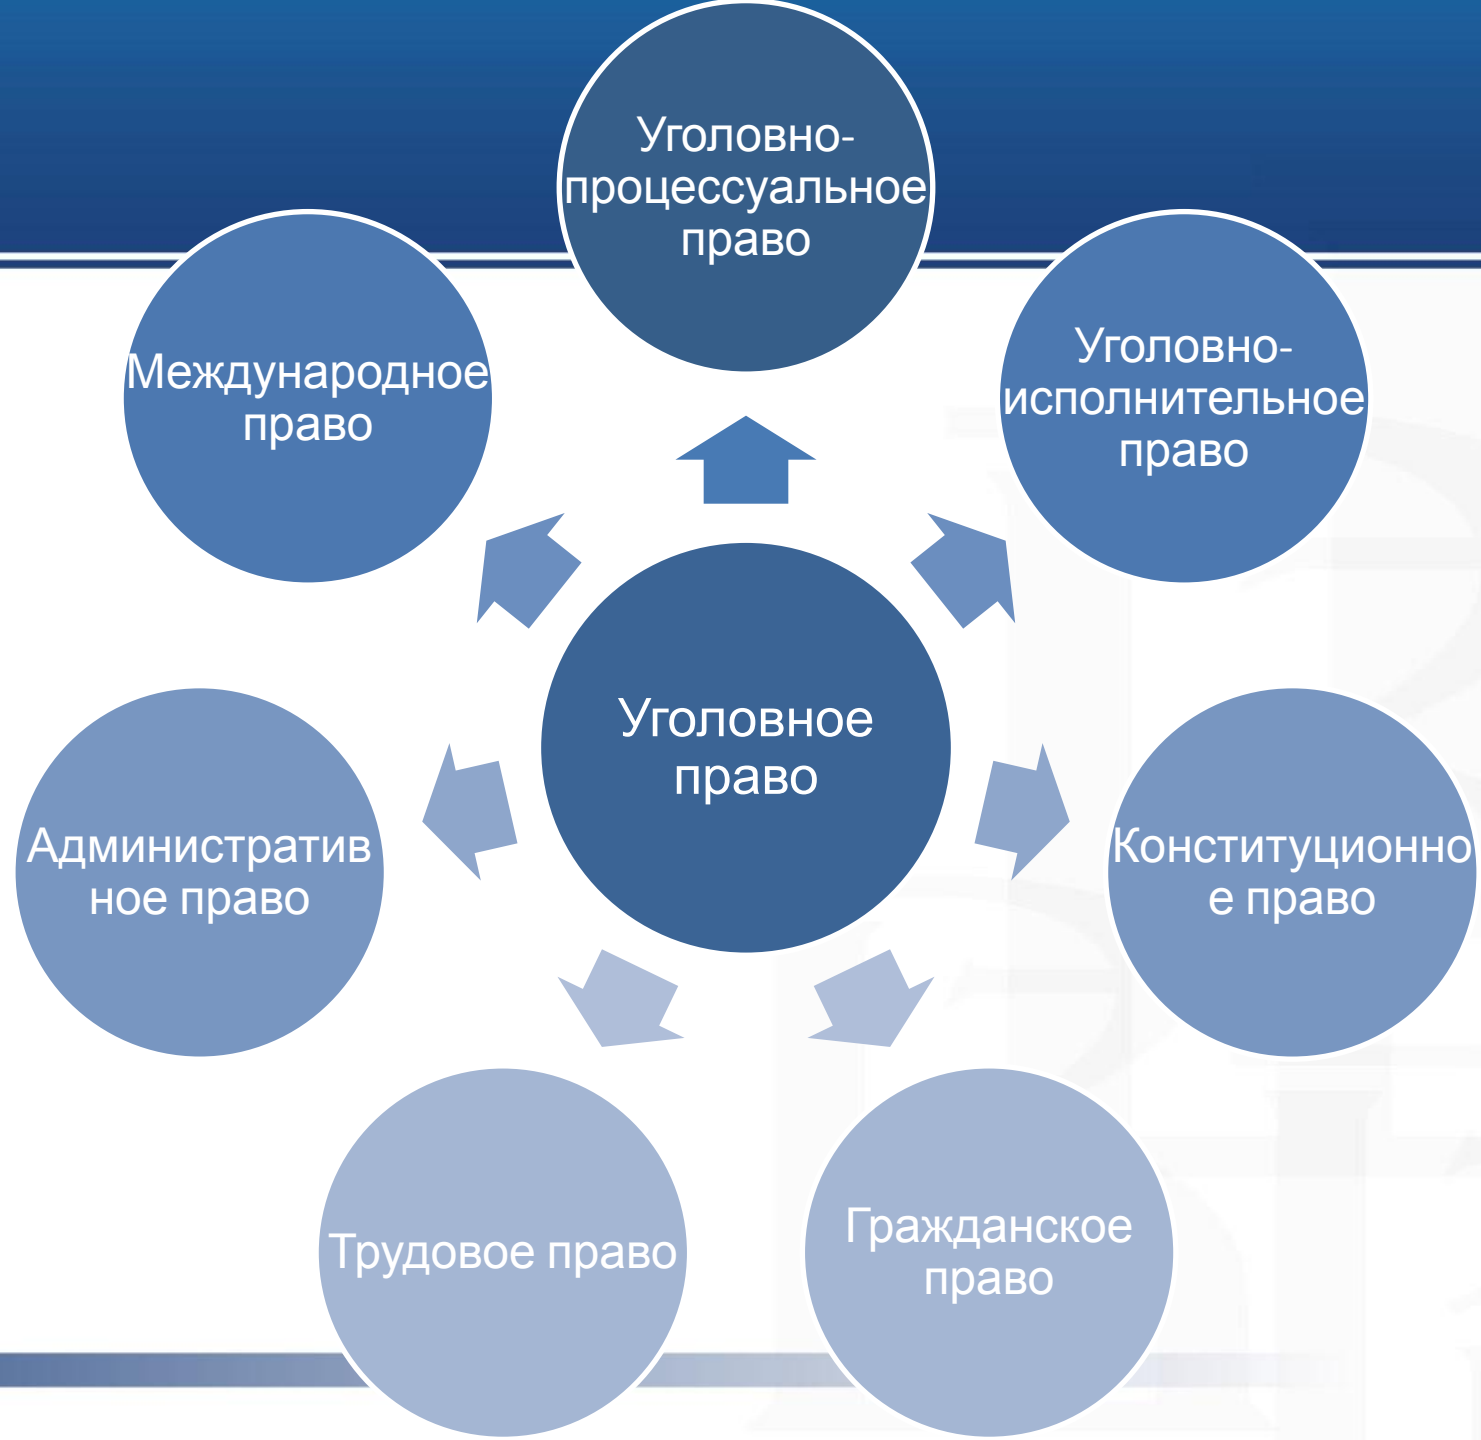 Уголовно-
процессуальное
право
Уголовно-
исполнительное
право
Международное
право
Уголовное
право
Административ
ное право
Конституционно
е право
Трудовое право
Гражданское
право